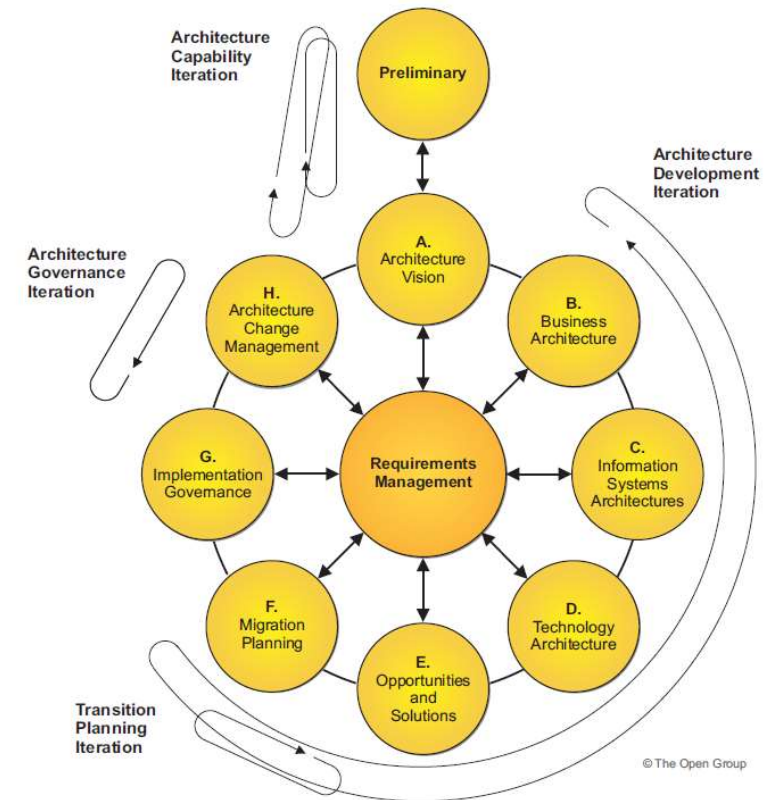 Architecture
Capability
Iteration
Preliminary
Architecture
Development
Iteration
Architecture
Governance
Iteration
A.
Architecture
Vision
H.
Architecture
Change
Management
B.
Business
Architecture
G.
Implementation
Governance
Requirements
Management
C.
Information
Systems
Architectures
F.
Migration
Planning
D.
Technology
Architecture
E.
Opportunities
and
Solutions
Transition
Planning
Iteration
© The Open Group